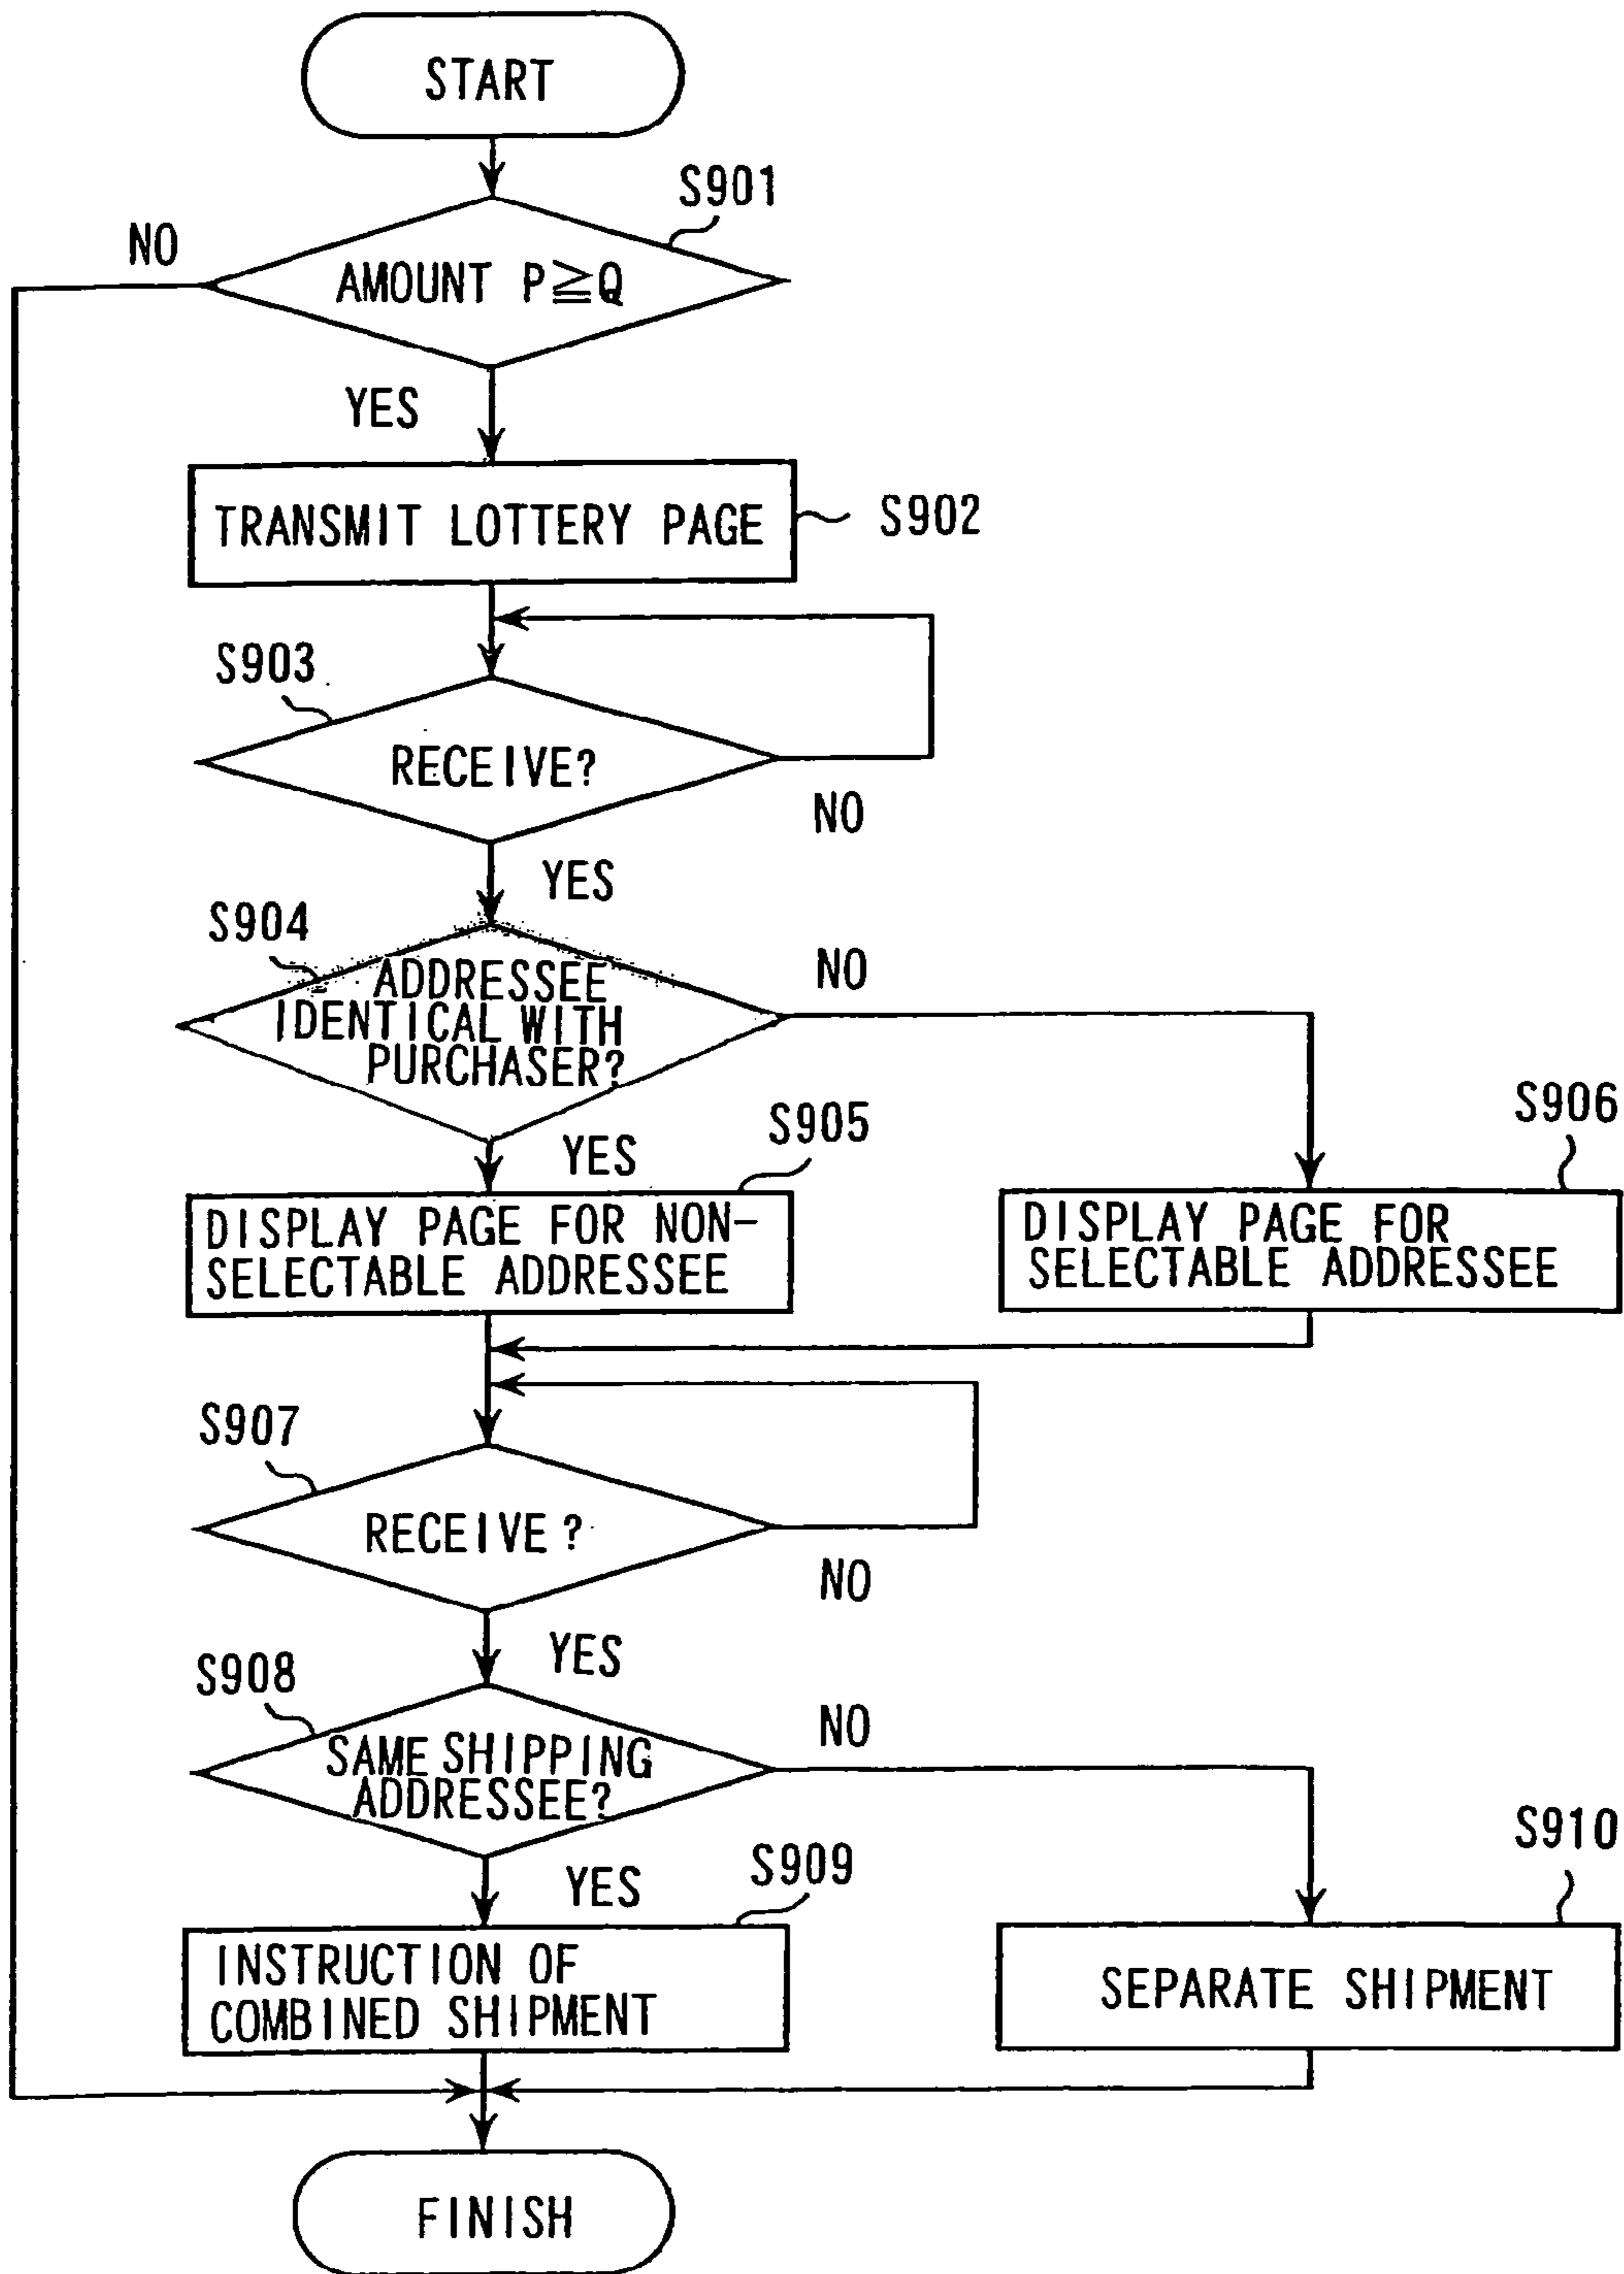 START
S901
NO
AMOUNT P≧Q
YES
TRANSMIT LOTTERY PAGE
S902
S903
RECEIVE?
NO
YES
S904
ADDRESSEE
IDENTICAL WITH
PURCHASER?
NO
YES
S905
S906
DISPLAY PAGE FOR NON-
SELECTABLE ADDRESSEE
DISPLAY PAGE FOR
SELECTABLE ADDRESSEE
S907
RECEIVE?
NO
YES
S908
SAME SHIPPING
ADDRESSEE?
NO
YES
S909
S910
INSTRUCTION OF
COMBINED SHIPMENT
SEPARATE SHIPMENT
FINISH